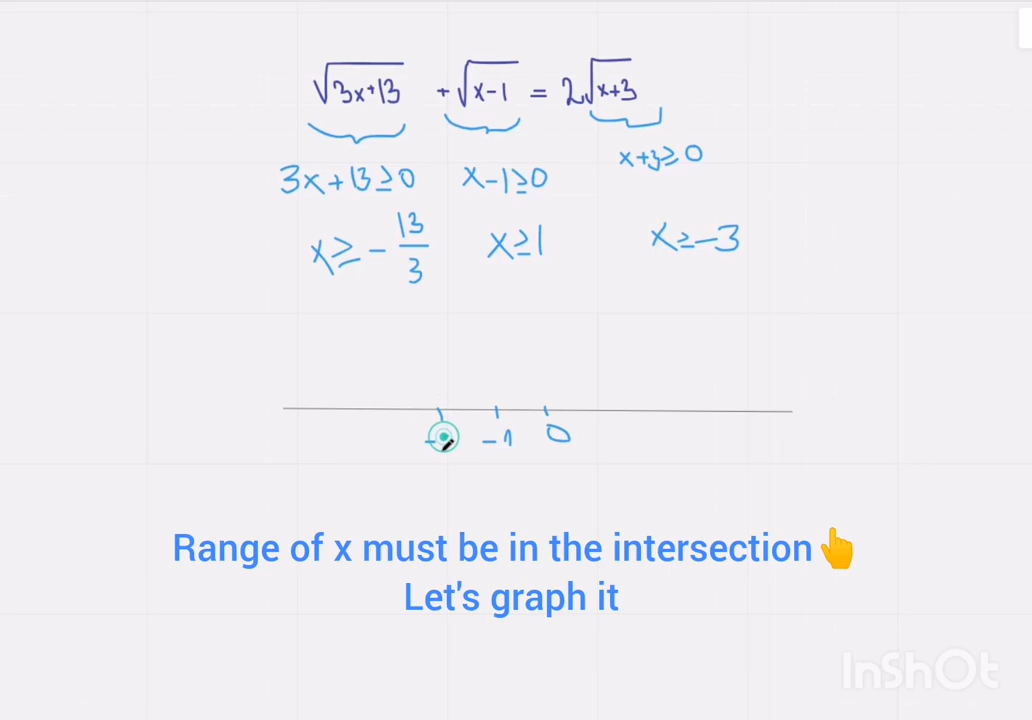 √3x+13 + √x-1 = 2√x+3
3x+13≥0 x-1≥0 x+3≥0
x≥-13/3 x≥1 x≥-3
- -1 0
Range of x must be in the intersection👆
Let's graph it
InShOt